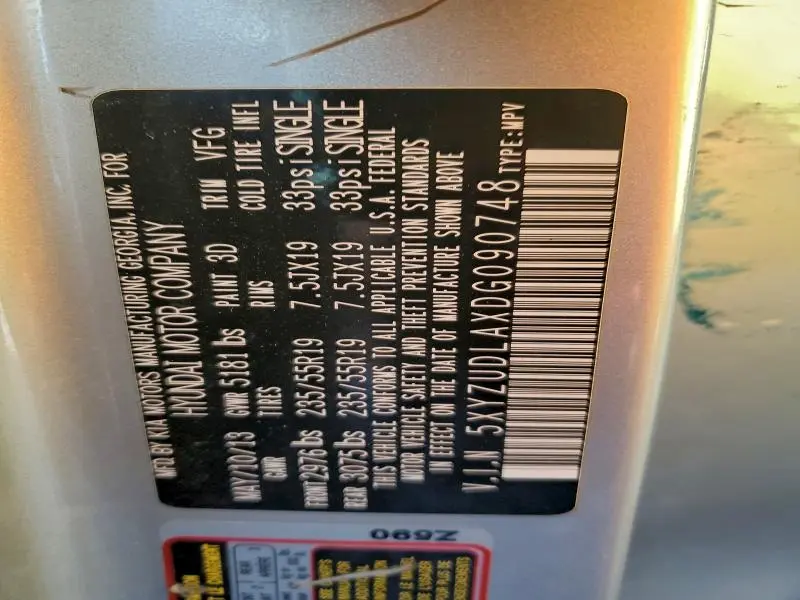 MFD BY KIA MOTORS MANUFACTURING GEORGIA, INC. FOR
HYUNDAI MOTOR COMPANY
MAY/10/13 GVWR 5181 lbs PAINT 3D TRIM VFG
GAWR TIRES RIMS COLD TIRE INFL
FRONT 2976 lbs 235/55R19 7.5JX19 33psi SINGLE
REAR 3075 lbs 235/55R19 7.5JX19 33psi SINGLE
THIS VEHICLE CONFORMS TO ALL APPLICABLE U.S.A. FEDERAL
MOTOR VEHICLE SAFETY AND THEFT PREVENTION STANDARDS
IN EFFECT ON THE DATE OF MANUFACTURE SHOWN ABOVE
V.I.N 5XYZUDLAXDG090748 TYPE:MPV
Z690